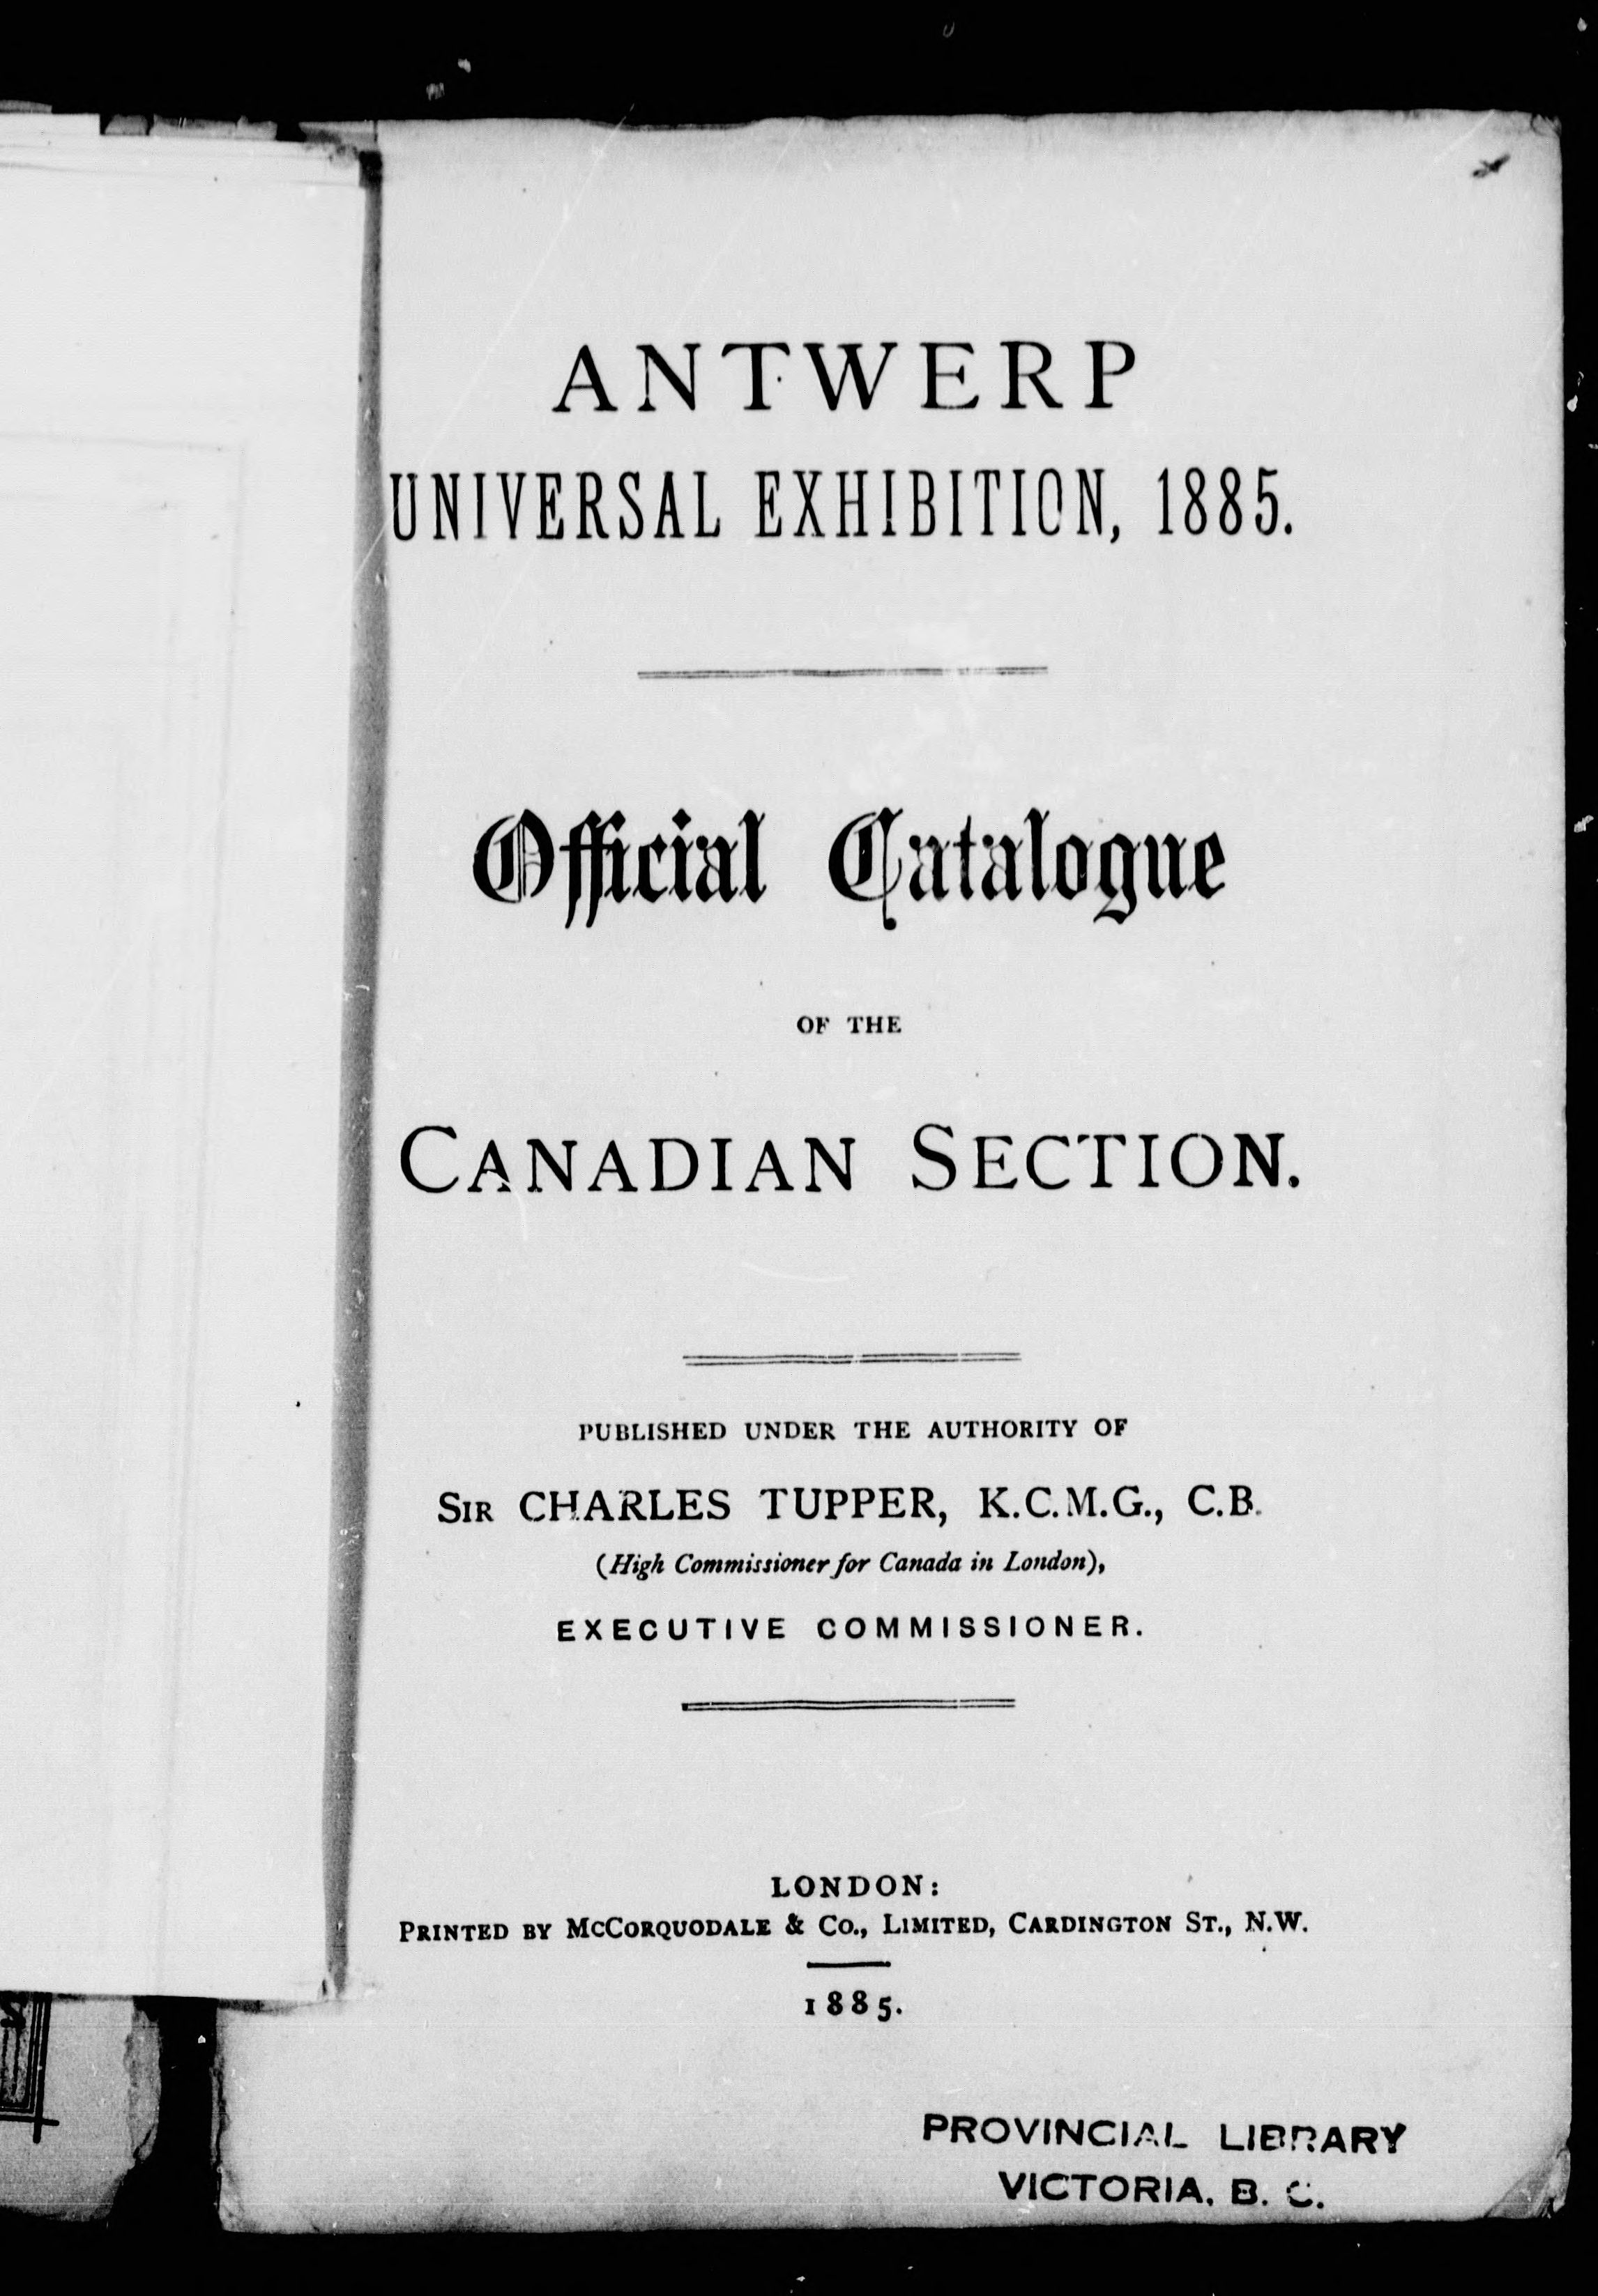 ANTWERP
UNIVERSAL EXHIBITION, 1885.
Official Catalogue
OF THE
CANADIAN SECTION.
PUBLISHED UNDER THE AUTHORITY OF
SIR CHARLES TUPPER, K.C.M.G., C.B.
(High Commissioner for Canada in London),
EXECUTIVE COMMISSIONER.
LONDON:
PRINTED BY MCCORQUODALE & CO., LIMITED, CARDINGTON ST., N.W.
1885.
PROVINCIAL LIBRARY
VICTORIA, B. C.